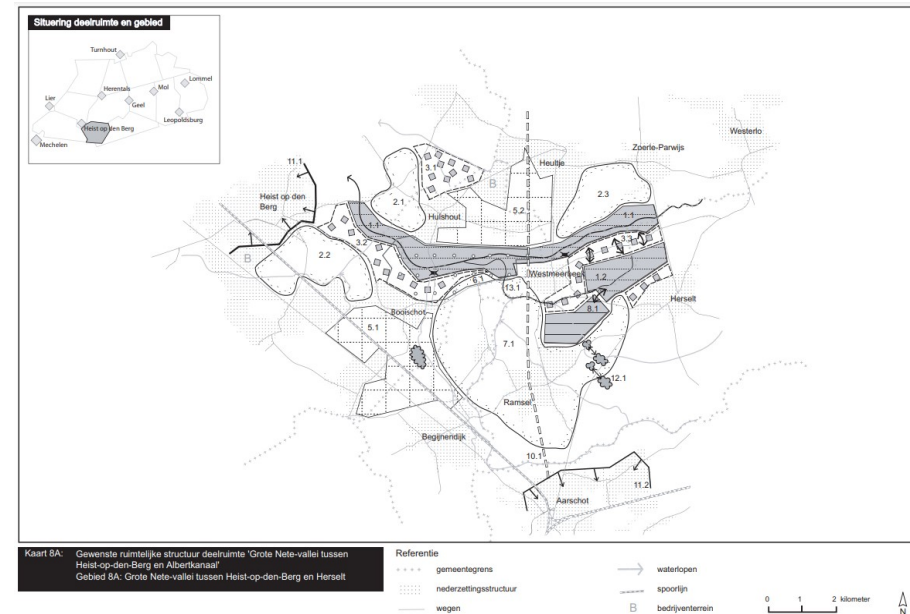 Situering deelruimte en gebied
Turnhout
Lommel
Herentals
Mol
Lier
Geel
Leopoldsburg
Heist op den Berg
Mechelen
Westerlo
Zoerle-Parwijs
11.1
Heultje
3.1
B
2.3
Heist op den
Berg
2.1
5.2
1.1
Hulshout
1.1
3.2
3.3
B
2.2
Westmeerbeek
1.2
13.1
Herselt
Booischot
8.1
5.1
7.1
12.1
Ramsel
Begijnendijk
10.1
11.2
Aarschot
Kaart 8A: Gewenste ruimtelijke structuur deelruimte 'Grote Nete-vallei tussen
Heist-op-den-Berg en Albertkanaal'
Gebied 8A: Grote Nete-vallei tussen Heist-op-den-Berg en Herselt
Referentie
gemeentegrens
nederzettingsstructuur
wegen
waterlopen
spoorlijn
B bedrijventerrein
0 1 2 kilometer
N